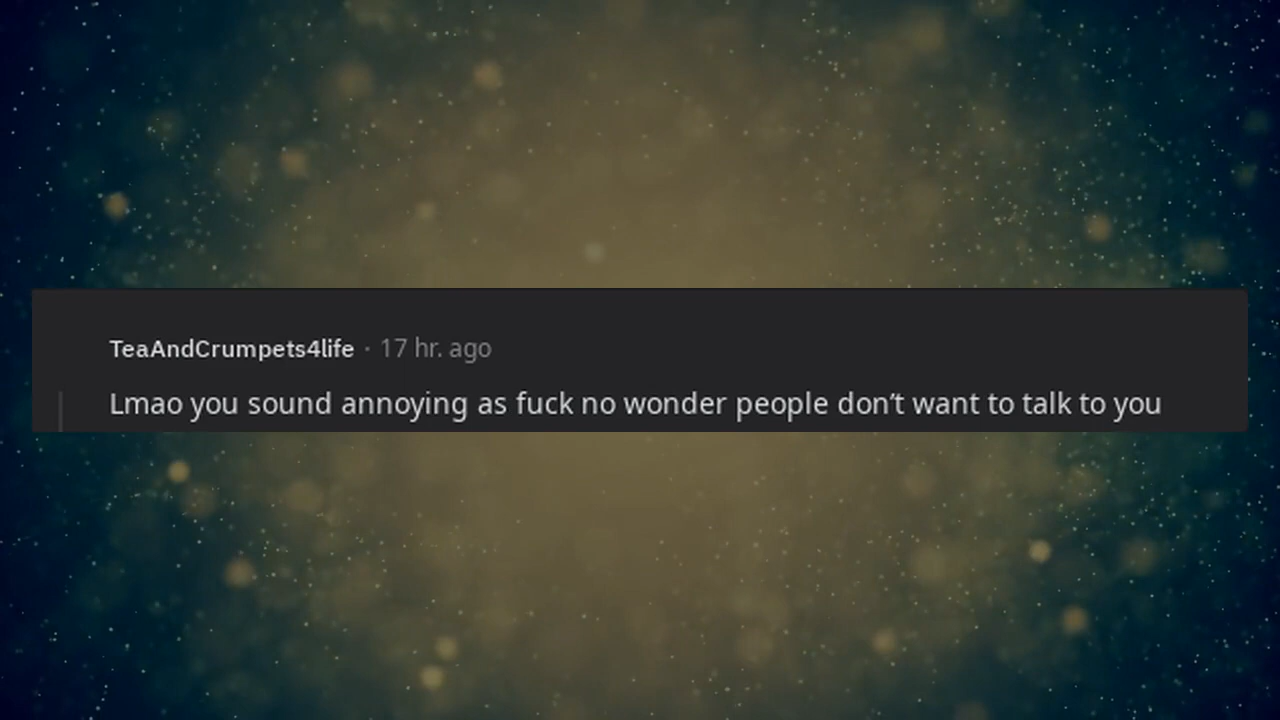 TeaAndCrumpets4life · 17 hr. ago
Lmao you sound annoying as fuck no wonder people don’t want to talk to you